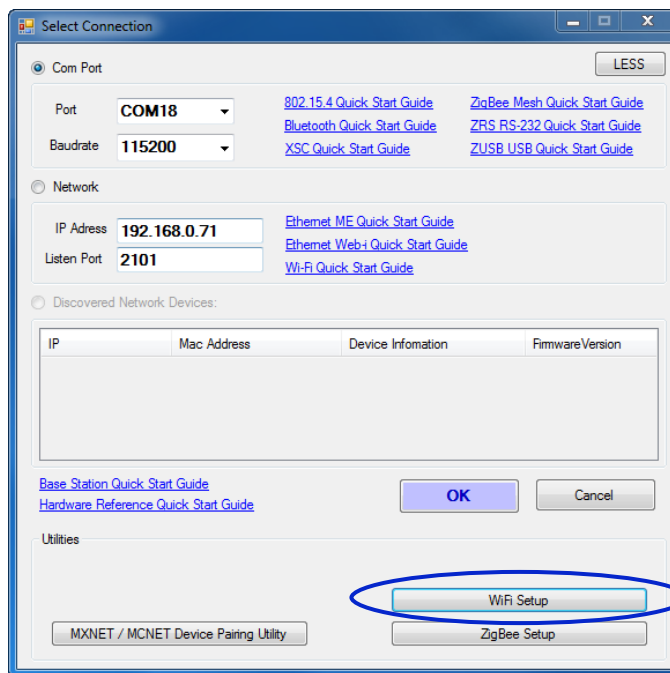 Select Connection
Com Port
LESS
Port COM18 802.15.4 Quick Start Guide ZigBee Mesh Quick Start Guide
Bluetooth Quick Start Guide ZRS RS-232 Quick Start Guide
Baudrate 115200 XSC Quick Start Guide ZUSB USB Quick Start Guide
Network
IP Adress 192.168.0.71 Ethernet ME Quick Start Guide
Ethernet Web-i Quick Start Guide
Listen Port 2101 Wi-Fi Quick Start Guide
Discovered Network Devices:
IP Mac Address Device Infomation FirmwareVersion
Base Station Quick Start Guide
Hardware Reference Quick Start Guide
OK Cancel
Utilities
WiFi Setup
MXNET / MCNET Device Pairing Utility ZigBee Setup